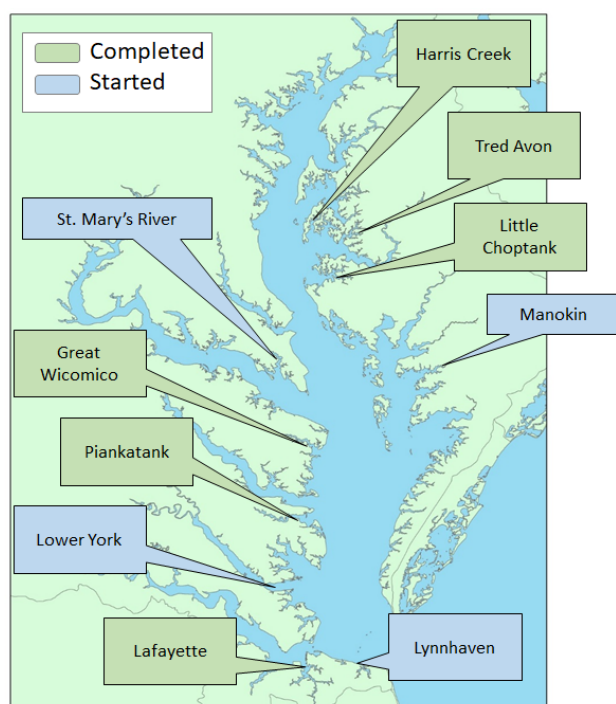 Completed
Started
Harris Creek
Tred Avon
St. Mary's River
Little
Choptank
Manokin
Great
Wicomico
Piankatank
Lower York
Lafayette
Lynnhaven